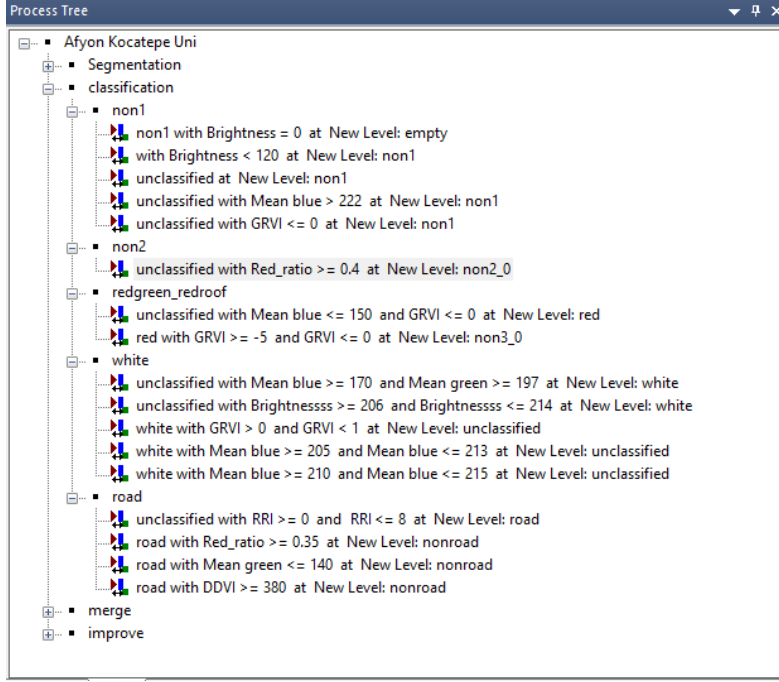 Process Tree
Afyon Kocatepe Uni
Segmentation
classification
non1
non1 with Brightness = 0 at New Level: empty
with Brightness < 120 at New Level: non1
unclassified at New Level: non1
unclassified with Mean blue > 222 at New Level: non1
unclassified with GRVI <= 0 at New Level: non1
non2
unclassified with Red_ratio >= 0.4 at New Level: non2_0
redgreen_redroof
unclassified with Mean blue <= 150 and GRVI <= 0 at New Level: red
red with GRVI >= -5 and GRVI <= 0 at New Level: non3_0
white
unclassified with Mean blue >= 170 and Mean green >= 197 at New Level: white
unclassified with Brightnessss >= 206 and Brightnessss <= 214 at New Level: white
white with GRVI > 0 and GRVI < 1 at New Level: unclassified
white with Mean blue >= 205 and Mean blue <= 213 at New Level: unclassified
white with Mean blue >= 210 and Mean blue <= 215 at New Level: unclassified
road
unclassified with RRI >= 0 and RRI <= 8 at New Level: road
road with Red_ratio >= 0.35 at New Level: nonroad
road with Mean green <= 140 at New Level: nonroad
road with DDVI >= 380 at New Level: nonroad
merge
improve